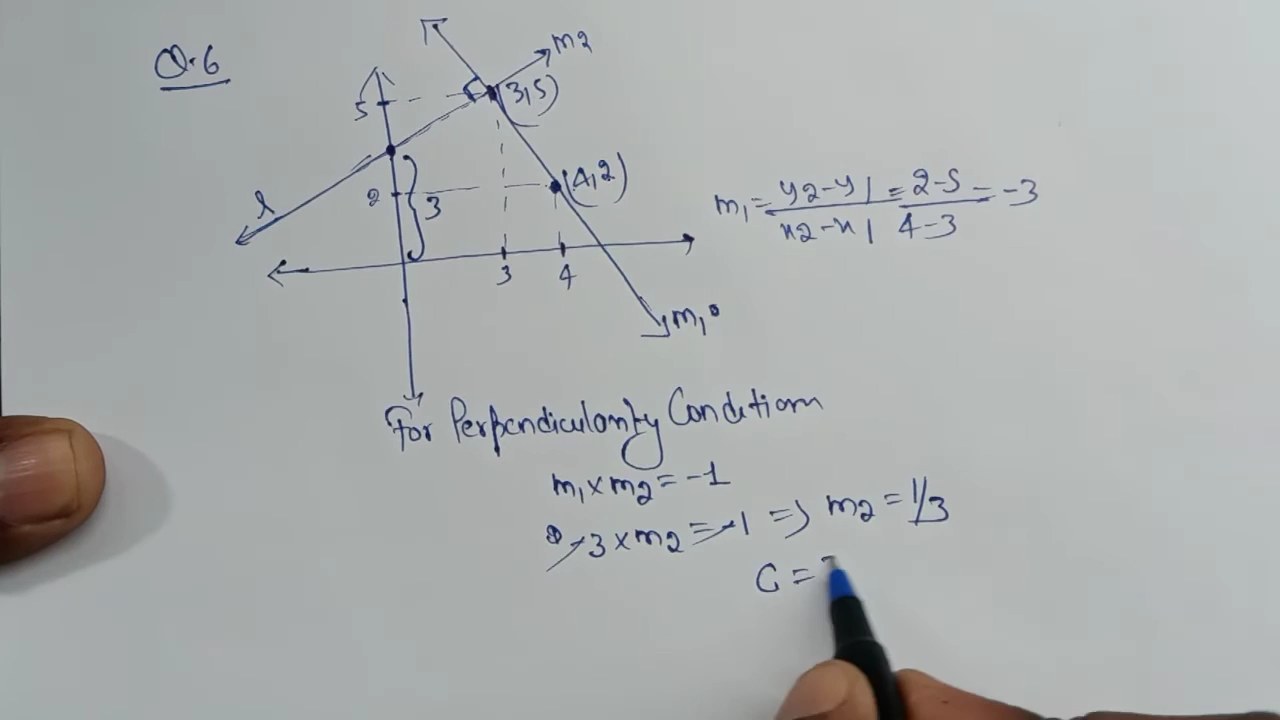 Q.6
m2
5
(3,5)
l
2
3
(4,2)
m1 = y2-y1/x2-x1 = 2-5/4-3 = -3
3
4
m1
For Perpendicularity Condition
m1 x m2 = -1
-3 x m2 = -1 => m2 = 1/3
C =